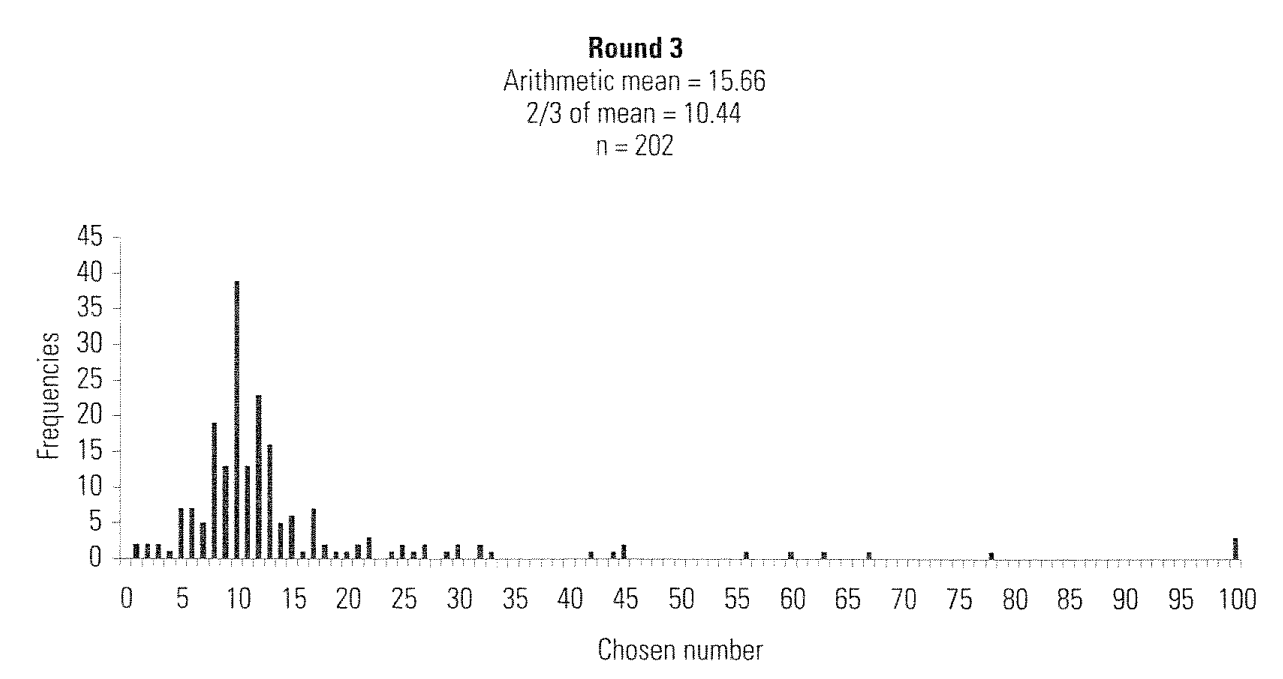 Round 3
Arithmetic mean = 15.66
2/3 of mean = 10.44
n = 202
45
40
35
30
25
20
15
10
5
0
Frequencies
0 5 10 15 20 25 30 35 40 45 50 55 60 65 70 75 80 85 90 95 100
Chosen number